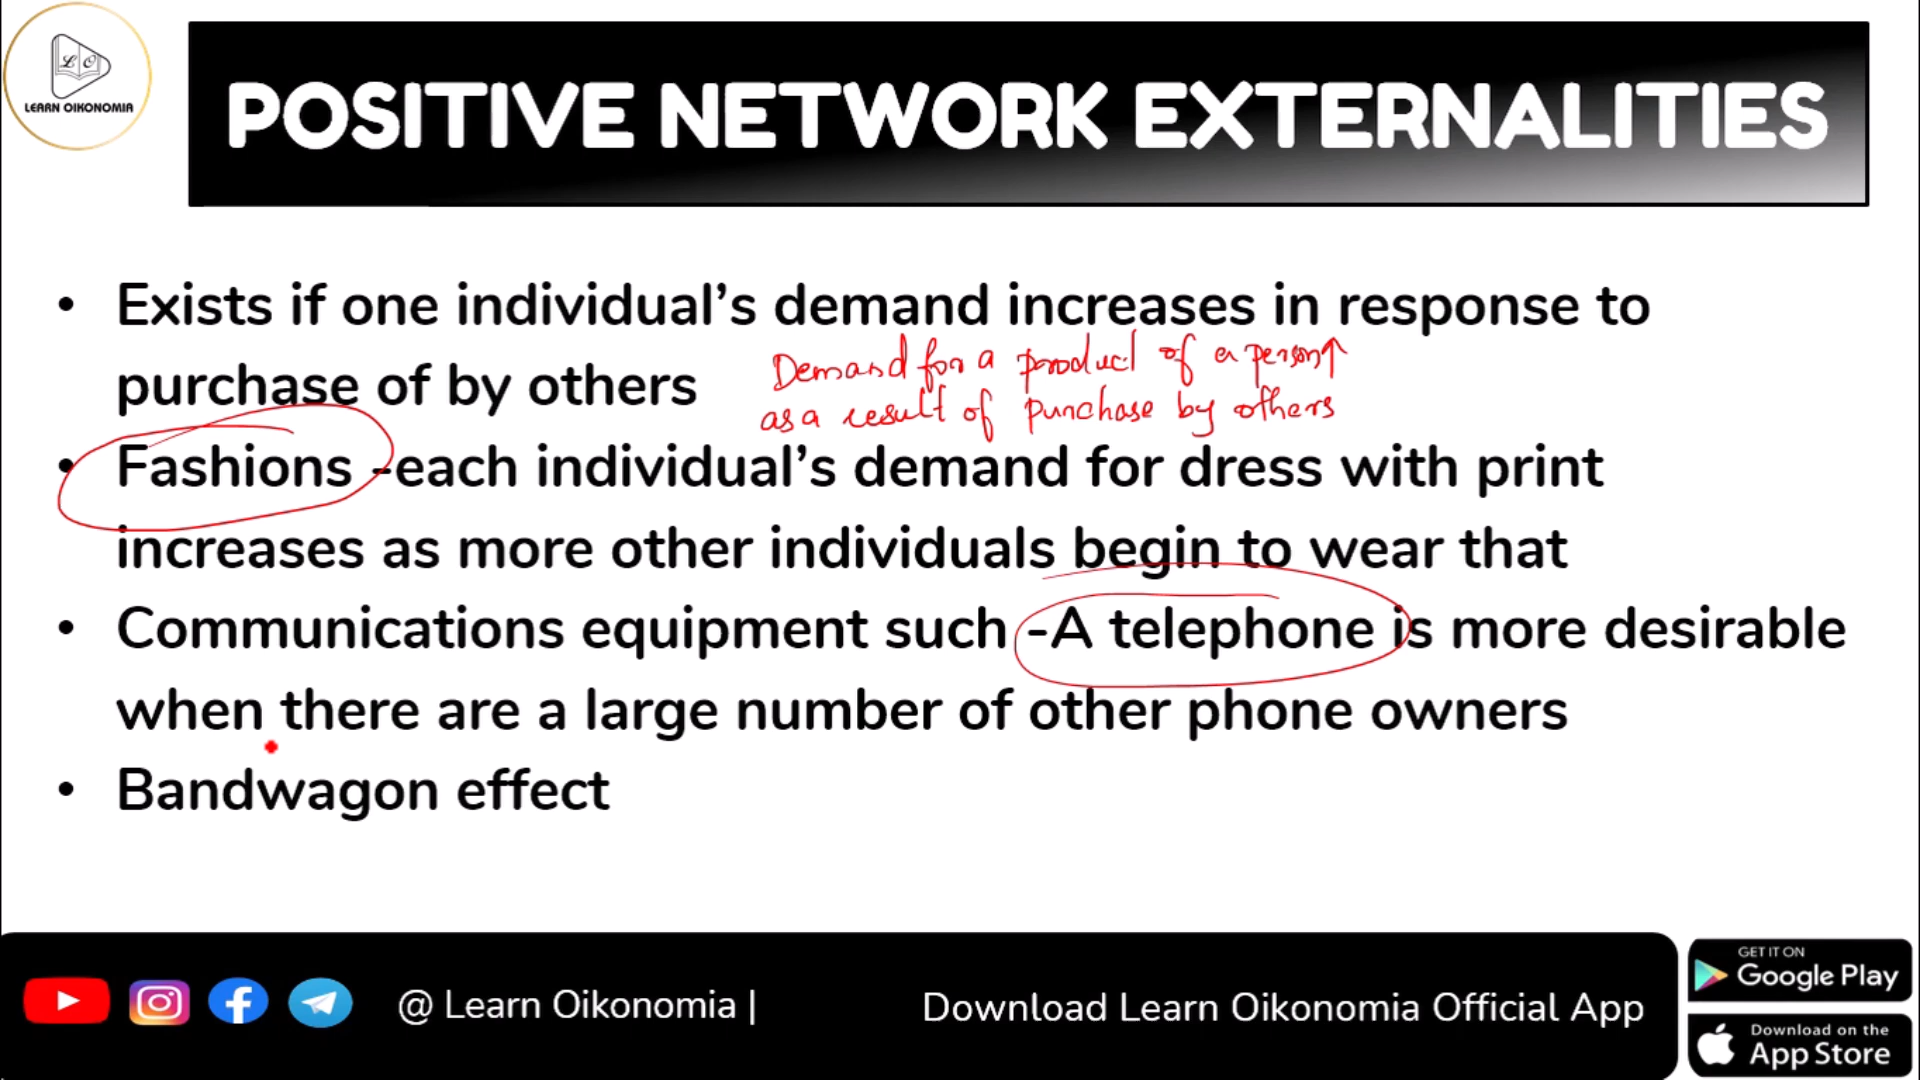 L O
LEARN OIKONOMIA
POSITIVE NETWORK EXTERNALITIES
• Exists if one individual’s demand increases in response to
purchase of by others
Demand for a product of a person↑
as a result of purchase by others
• Fashions -each individual’s demand for dress with print
increases as more other individuals begin to wear that
• Communications equipment such -A telephone is more desirable
when there are a large number of other phone owners
• Bandwagon effect
@ Learn Oikonomia |
Download Learn Oikonomia Official App
GET IT ON
Google Play
Download on the
App Store